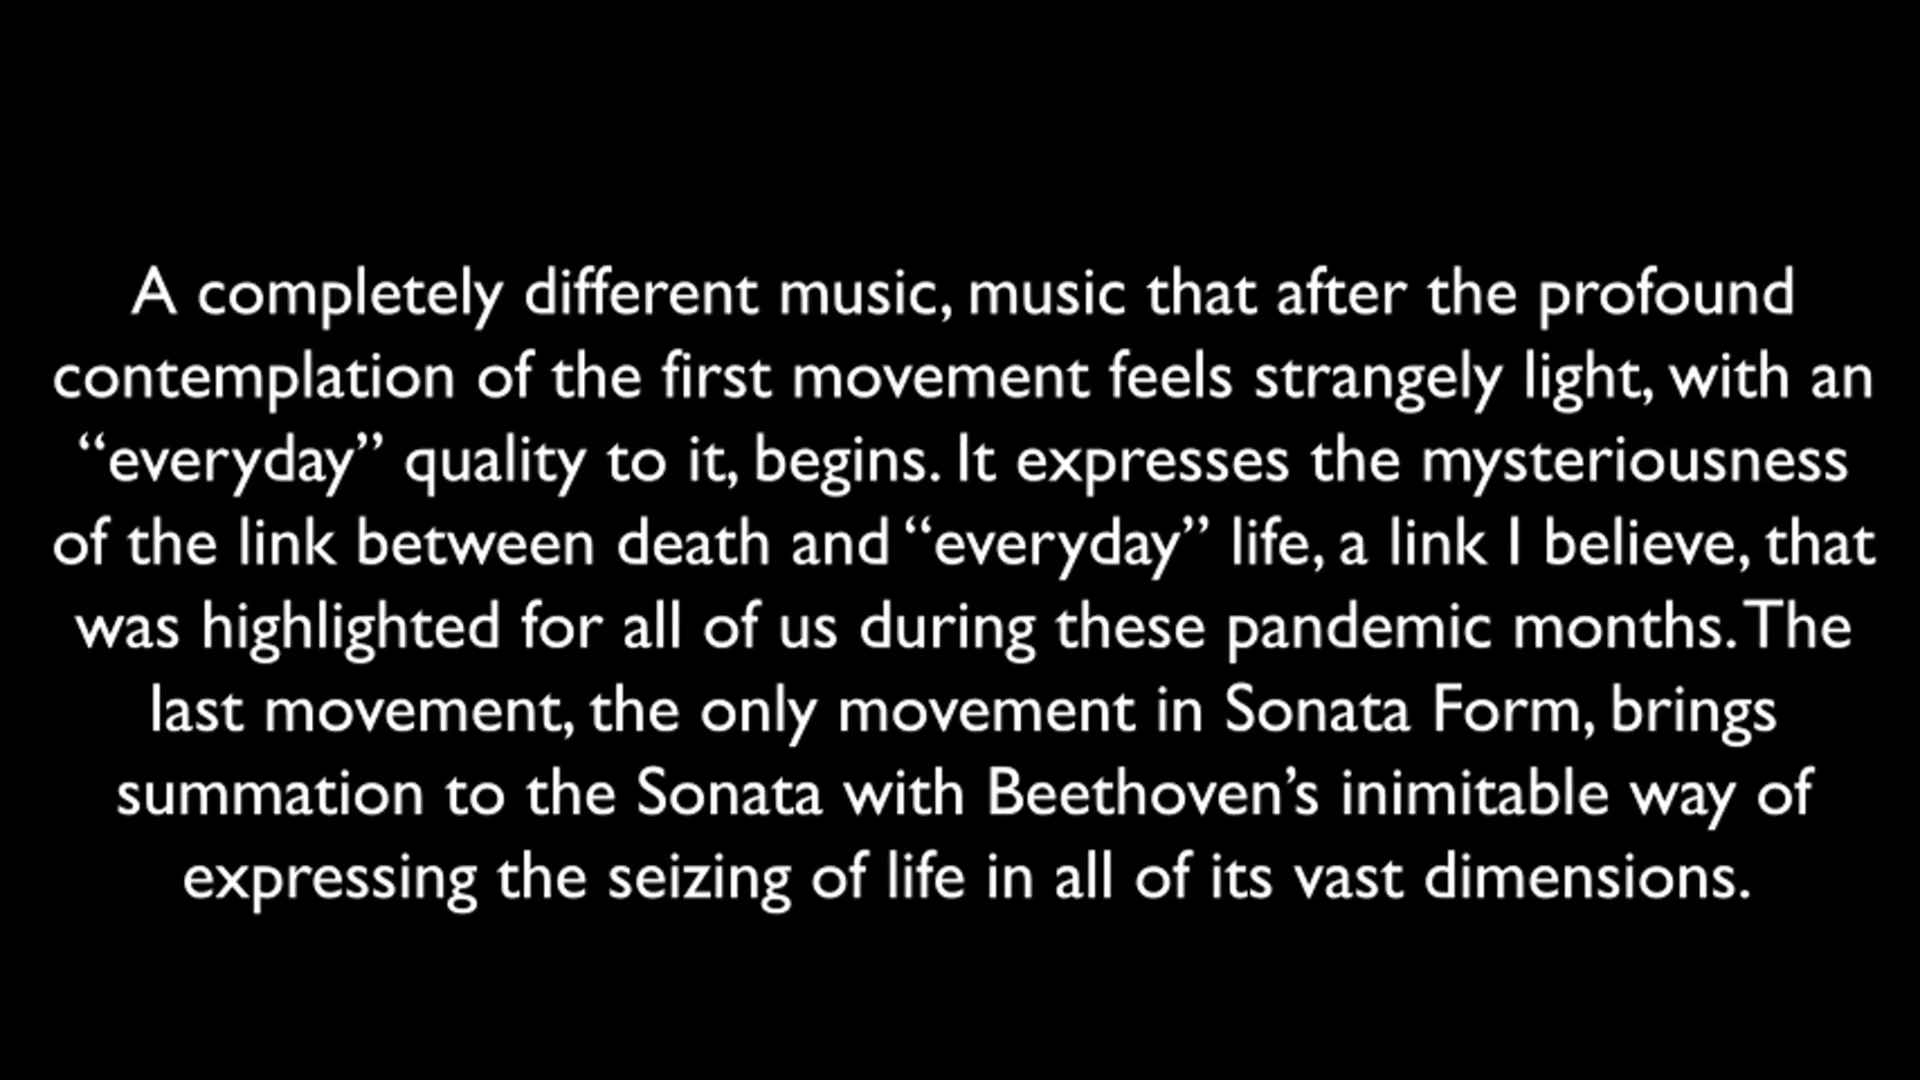 A completely different music, music that after the profound
contemplation of the first movement feels strangely light, with an
“everyday” quality to it, begins. It expresses the mysteriousness
of the link between death and “everyday” life, a link I believe, that
was highlighted for all of us during these pandemic months. The
last movement, the only movement in Sonata Form, brings
summation to the Sonata with Beethoven’s inimitable way of
expressing the seizing of life in all of its vast dimensions.